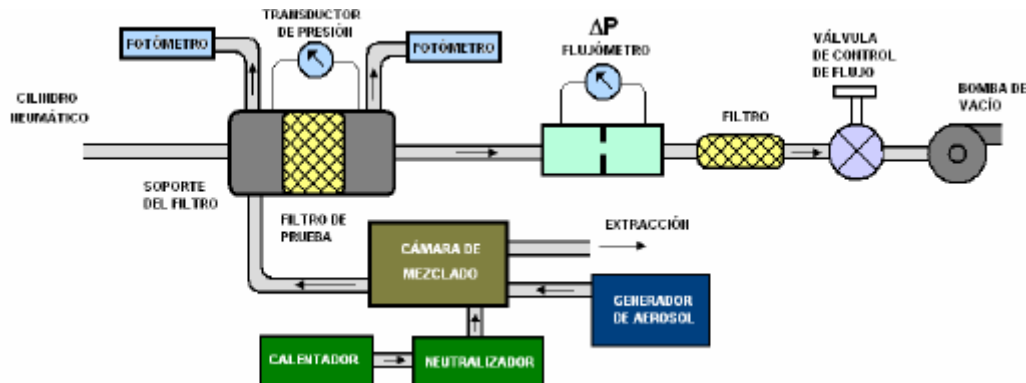 TRANSDUCTOR
DE PRESIÓN
FOTÓMETRO
FOTÓMETRO
ΔP
FLUJÓMETRO
VÁLVULA
DE CONTROL
DE FLUJO
BOMBA DE
VACÍO
CILINDRO
NEUMÁTICO
FILTRO
SOPORTE
DEL FILTRO
FILTRO DE
PRUEBA
CÁMARA DE
MEZCLADO
EXTRACCIÓN
GENERADOR
DE AEROSOL
CALENTADOR
NEUTRALIZADOR